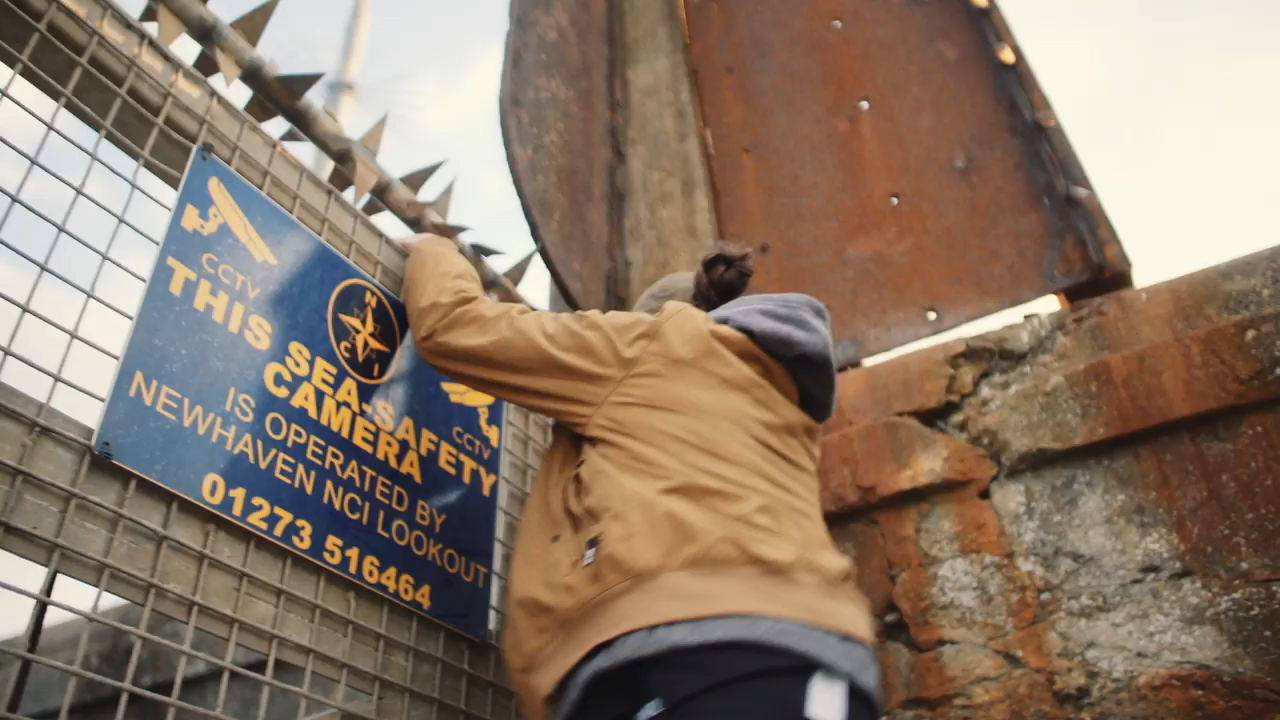 CCTV
N
C I
THIS SEA-SAFETY
CAMERA
CCTV
IS OPERATED BY
NEWHAVEN NCI LOOKOUT
01273 516464